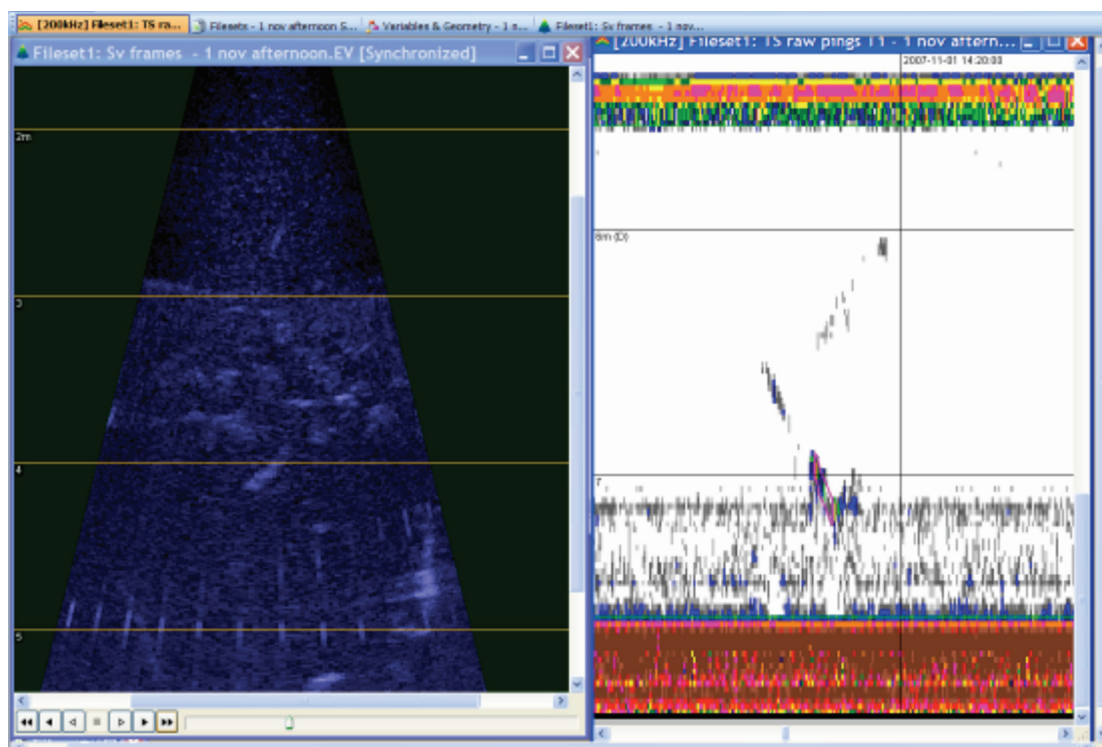 [200kHz] Fileset1: TS ra...
Filesets - 1 nov afternoon S...
Variables & Geometry - 1 n...
Fileset1: Sv frames - 1 nov...
Fileset1: Sv frames - 1 nov afternoon.EV [Synchronized]
[200kHz] Fileset1: TS raw pings T1 - 1 nov aftern...
2007-11-01 14:20:00
2m
3
4
5
6m (D)
7